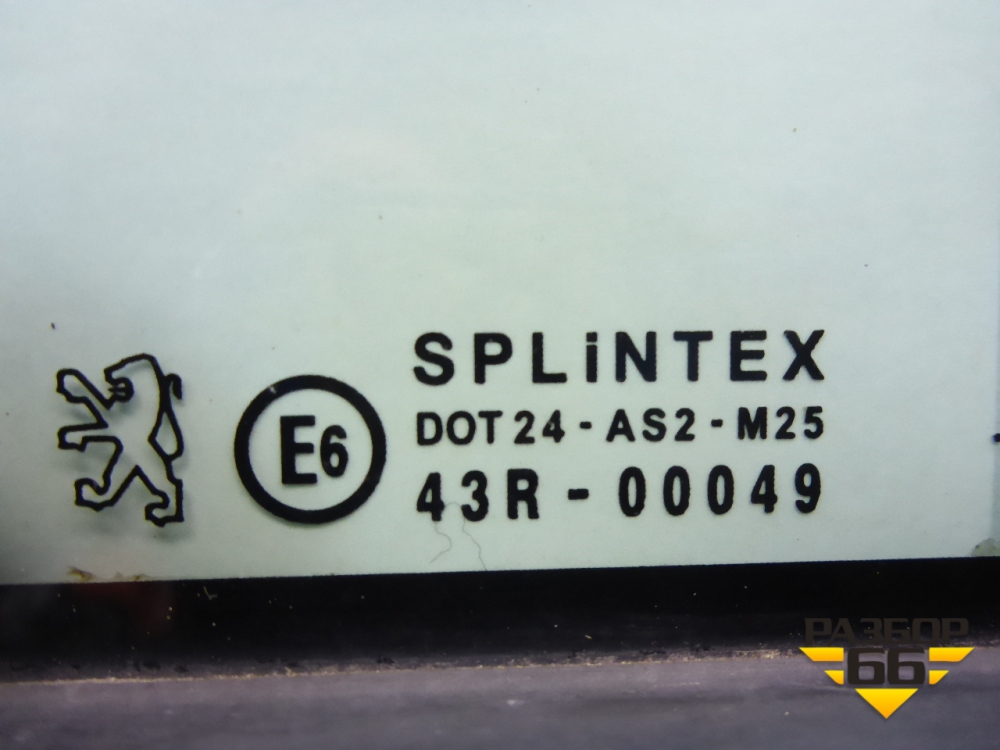 SPLiNTEX
E6
DOT 24 - AS2 - M25
43R - 00049
РАЗБОР
66